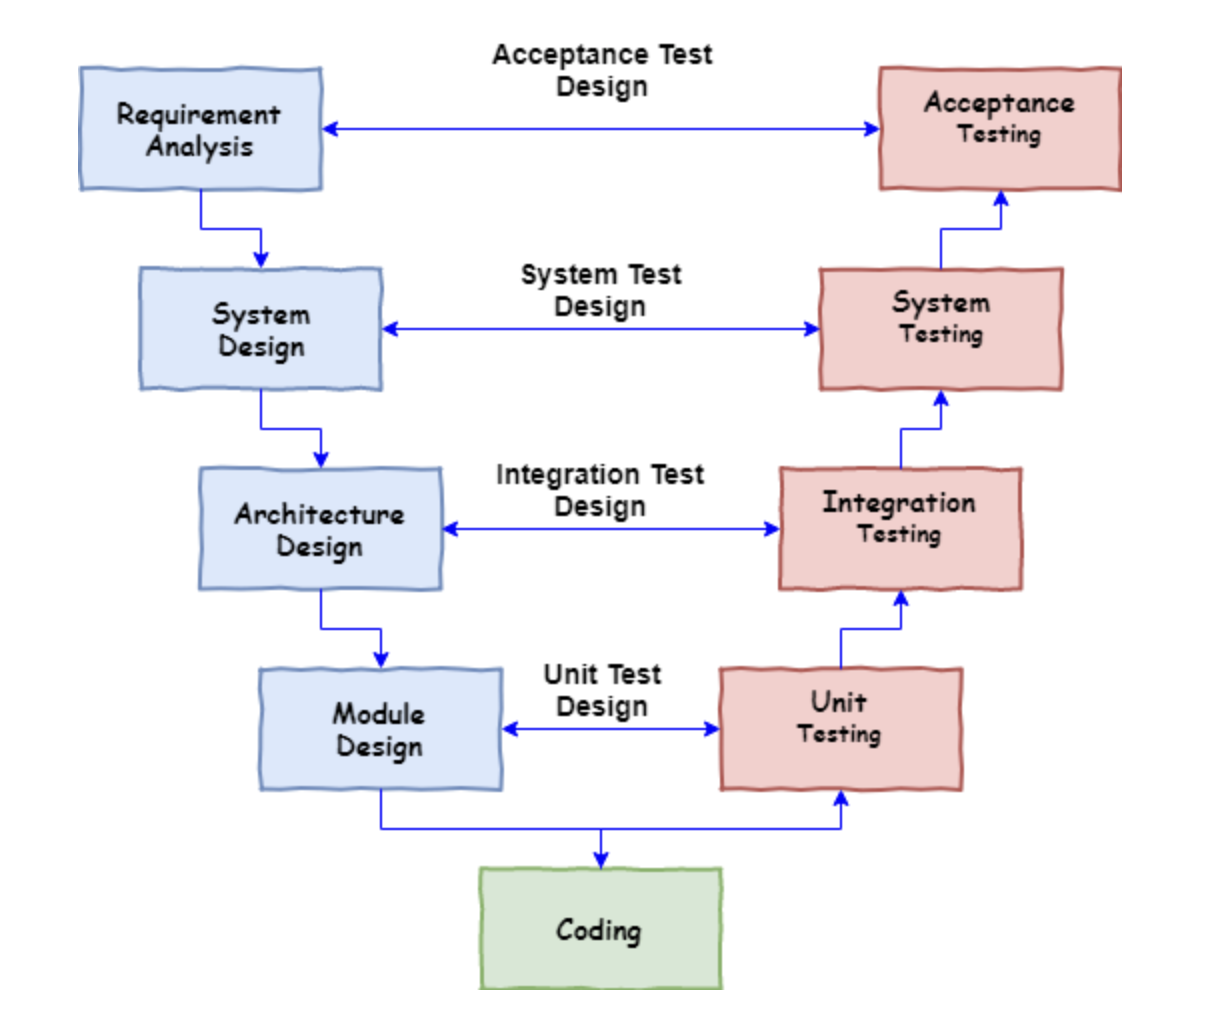 Acceptance Test
Design
Requirement
Analysis
Acceptance
Testing
System Test
Design
System
Design
System
Testing
Integration Test
Design
Architecture
Design
Integration
Testing
Unit Test
Design
Module
Design
Unit
Testing
Coding